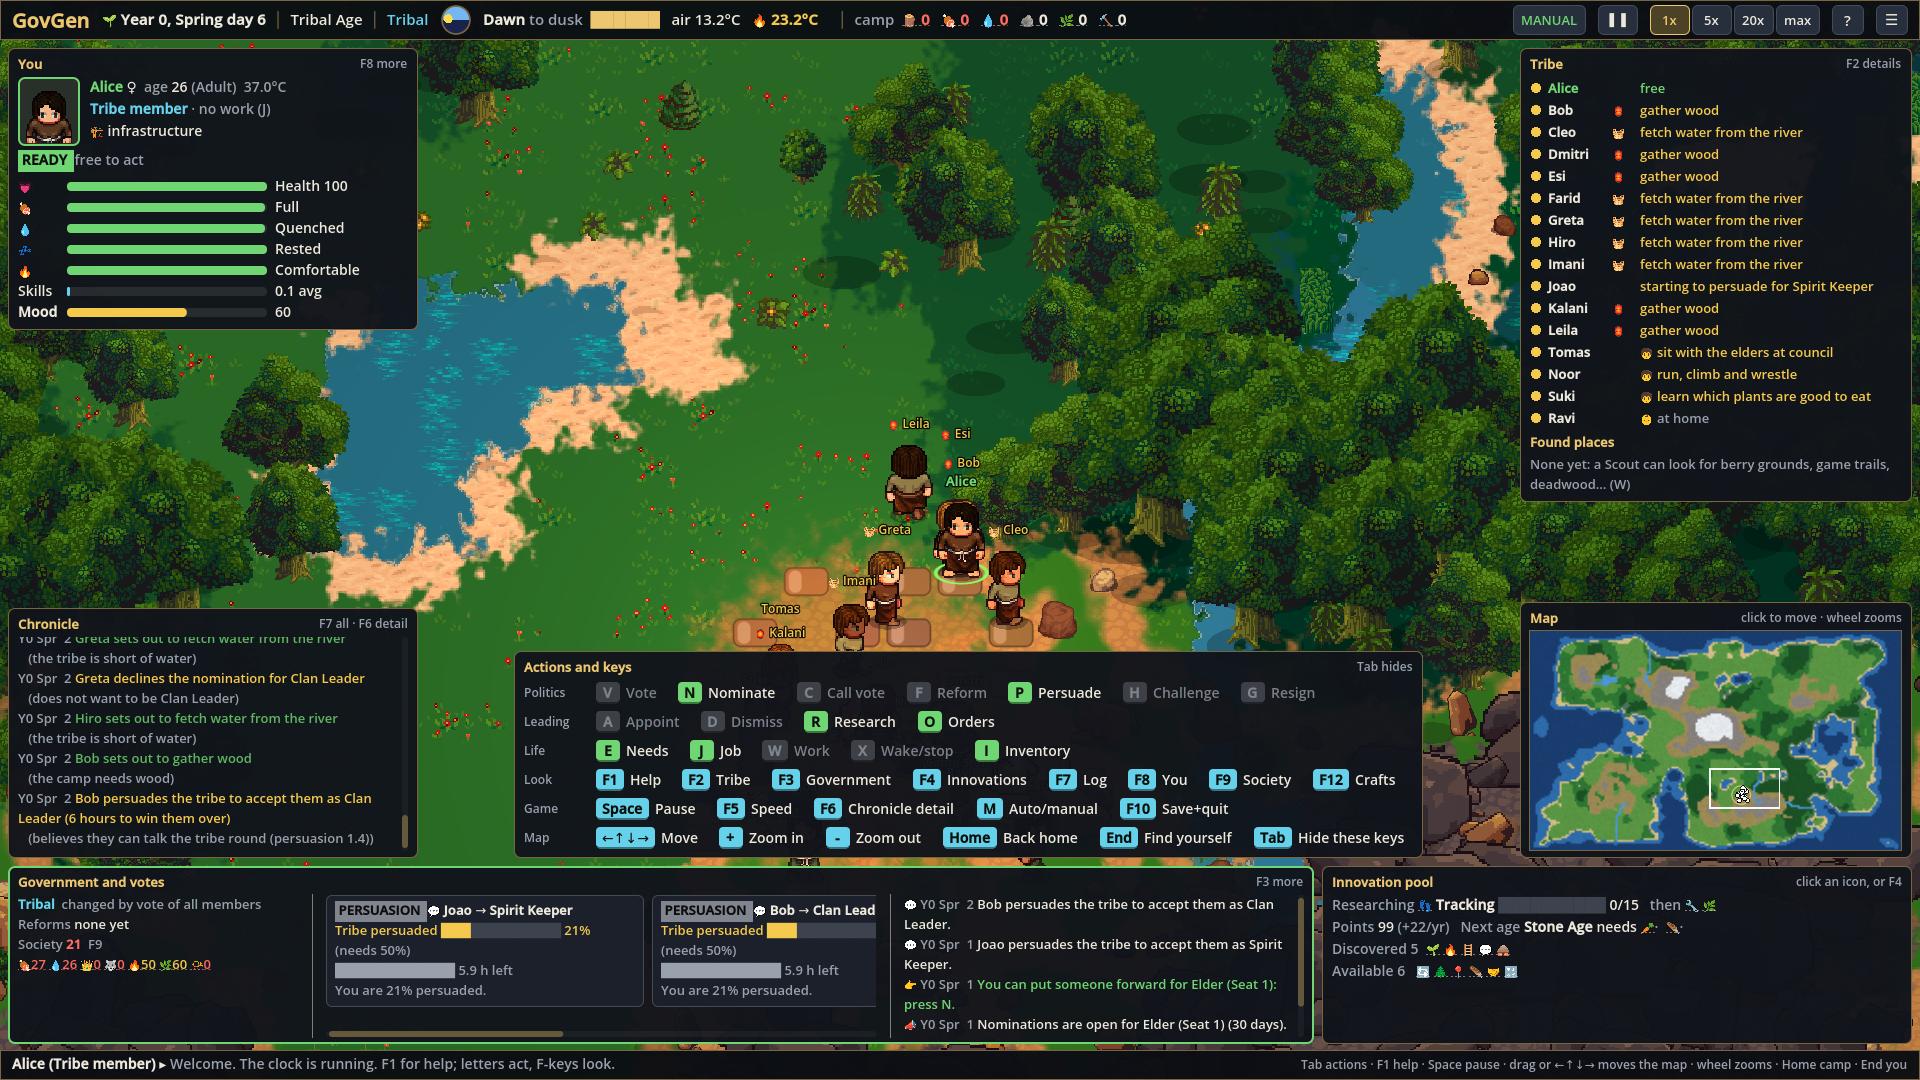 GovGen Year 0, Spring day 6 Tribal Age Tribal Dawn to dusk air 13.2°C 23.2°C camp 0 0 0 0 0 0 MANUAL 1x 5x 20x max ?
You F8 more
Alice ♀ age 26 (Adult) 37.0°C
Tribe member · no work (J)
infrastructure
READY free to act
Health 100
Full
Quenched
Rested
Comfortable
Skills 0.1 avg
Mood 60
Tribe F2 details
Alice free
Bob gather wood
Cleo fetch water from the river
Dmitri gather wood
Esi gather wood
Farid fetch water from the river
Greta fetch water from the river
Hiro fetch water from the river
Imani fetch water from the river
Joao starting to persuade for Spirit Keeper
Kalani gather wood
Leila gather wood
Tomas sit with the elders at council
Noor run, climb and wrestle
Suki learn which plants are good to eat
Ravi at home
Found places
None yet: a Scout can look for berry grounds, game trails,
deadwood... (W)
Leila
Esi
Bob
Alice
Greta
Cleo
Imani
Tomas
Kalani
Chronicle F7 all · F6 detail
Y0 Spr 2 Greta sets out to fetch water from the river
(the tribe is short of water)
Y0 Spr 2 Greta declines the nomination for Clan Leader
(does not want to be Clan Leader)
Y0 Spr 2 Hiro sets out to fetch water from the river
(the tribe is short of water)
Y0 Spr 2 Bob sets out to gather wood
(the camp needs wood)
Y0 Spr 2 Bob persuades the tribe to accept them as Clan
Leader (6 hours to win them over)
(believes they can talk the tribe round (persuasion 1.4))
Actions and keys Tab hides
Politics V Vote N Nominate C Call vote F Reform P Persuade H Challenge G Resign
Leading A Appoint D Dismiss R Research O Orders
Life E Needs J Job W Work X Wake/stop I Inventory
Look F1 Help F2 Tribe F3 Government F4 Innovations F7 Log F8 You F9 Society F12 Crafts
Game Space Pause F5 Speed F6 Chronicle detail M Auto/manual F10 Save+quit
Map ←↑↓→ Move + Zoom in - Zoom out Home Back home End Find yourself Tab Hide these keys
Map click to move · wheel zooms
Government and votes F3 more
Tribal changed by vote of all members
Reforms none yet
Society 21 F9
27 26 0 0 50 60 0
PERSUASION Joao → Spirit Keeper
Tribe persuaded 21%
(needs 50%)
5.9 h left
You are 21% persuaded.
PERSUASION Bob → Clan Lead
Tribe persuaded
(needs 50%)
5.9 h left
You are 21% persuaded.
Y0 Spr 2 Bob persuades the tribe to accept them as Clan
Leader.
Y0 Spr 1 Joao persuades the tribe to accept them as Spirit
Keeper.
Y0 Spr 1 You can put someone forward for Elder (Seat 1):
press N.
Y0 Spr 1 Nominations are open for Elder (Seat 1) (30 days).
Innovation pool click an icon, or F4
Researching Tracking 0/15 then
Points 99 (+22/yr) Next age Stone Age needs
Discovered 5
Available 6
Alice (Tribe member) ▸ Welcome. The clock is running. F1 for help; letters act, F-keys look.
Tab actions · F1 help · Space pause · drag or ←↑↓→ moves the map · wheel zooms · Home camp · End you